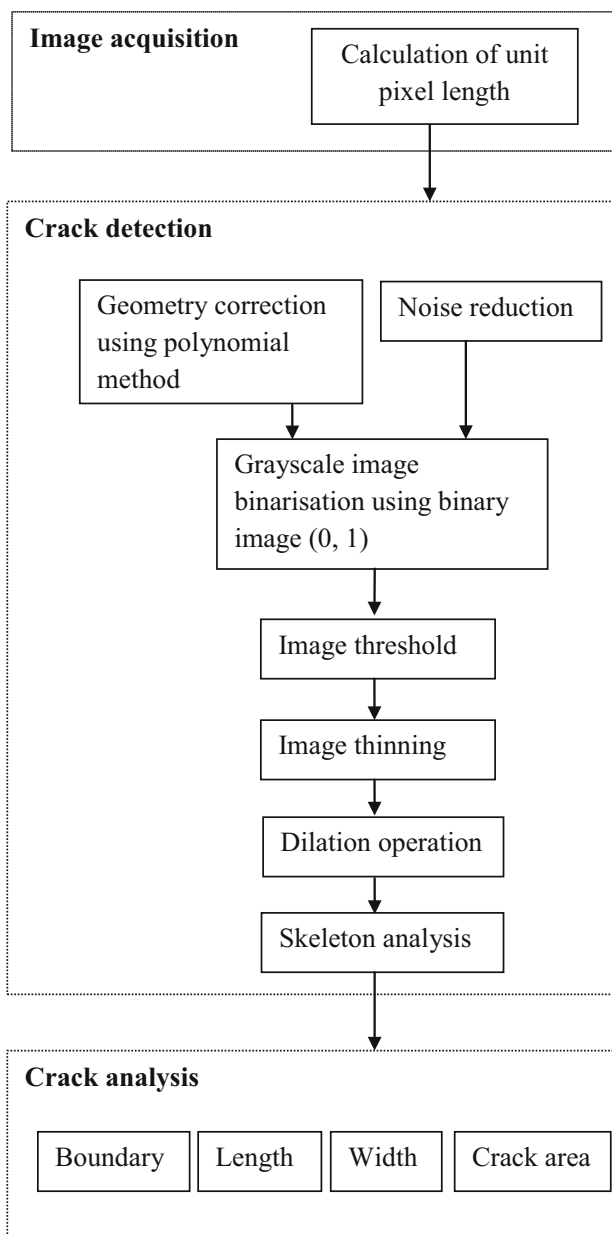 Image acquisition
Calculation of unit
pixel length
Crack detection
Geometry correction
using polynomial
method
Noise reduction
Grayscale image
binarisation using binary
image (0, 1)
Image threshold
Image thinning
Dilation operation
Skeleton analysis
Crack analysis
Boundary
Length
Width
Crack area